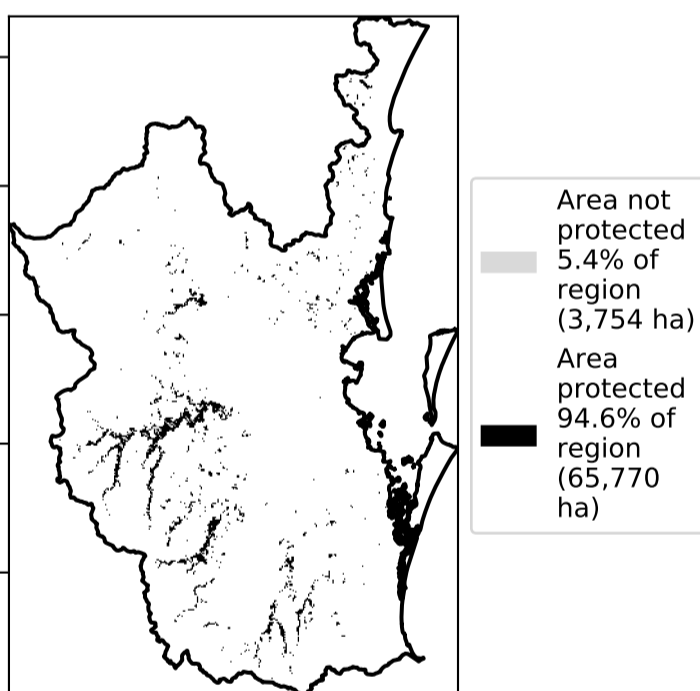 Area not
protected
5.4% of
region
(3,754 ha)
Area
protected
94.6% of
region
(65,770
ha)